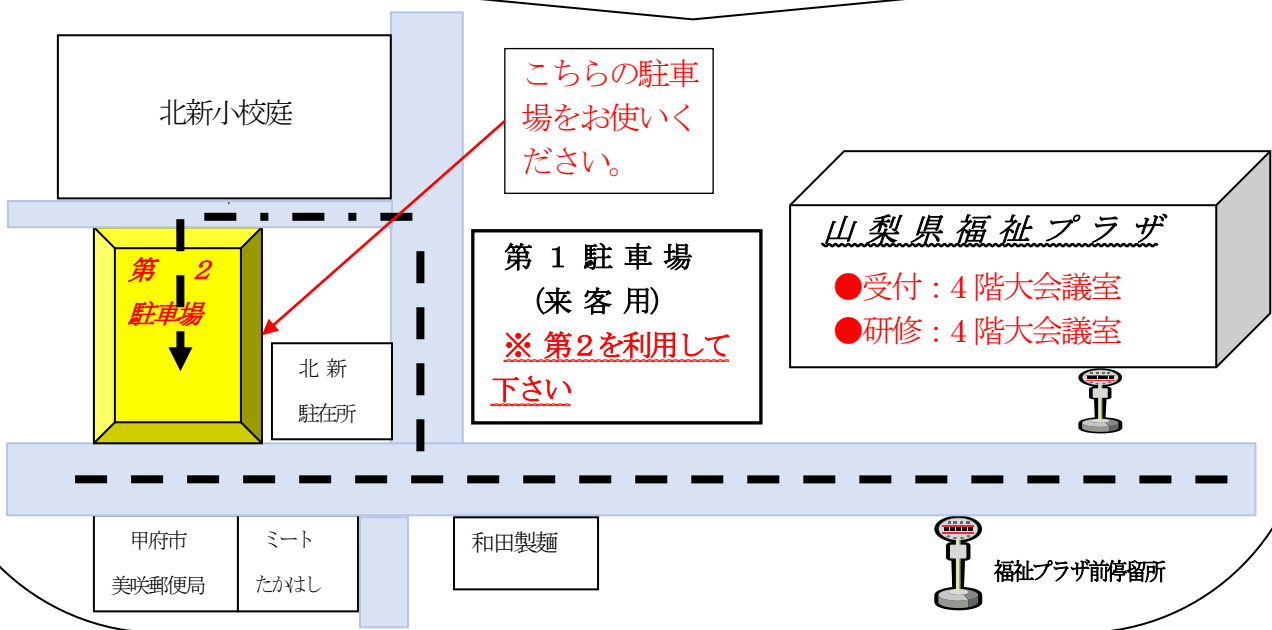 北新小校庭
こちらの駐車
場をお使いく
ださい。
山梨県福祉プラザ
●受付：4階大会議室
●研修：4階大会議室
第1駐車場
(来客用)
※ 第2を利用して
下さい
第 2
駐車場
北新
駐在所
甲府市
美咲郵便局
ミート
たかはし
和田製麺
福祉プラザ前停留所